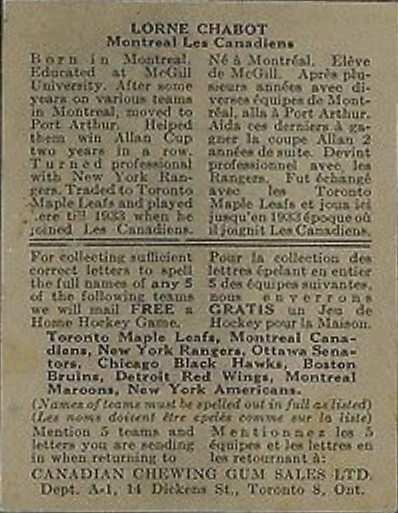 LORNE CHABOT
Montreal Les Canadiens
Born in Montreal.
Educated at McGill
University. After some
years on various teams
in Montreal, moved to
Port Arthur. Helped
them win Allan Cup
two years in a row.
Turned professional
with New York Ran-
gers. Traded to Toronto
Maple Leafs and played
.ere till 1933 when he
joined Les Canadiens.
Né à Montréal. Elève
de McGill. Après plu-
sieurs années avec di-
verses équipes de Mont-
réal, alla à Port Arthur.
Aida ces derniers à ga-
gner la coupe Allan 2
années de suite. Devint
professionnel avec les
Rangers. Fut échangé
avec les Toronto
Maple Leafs et joua ici
jusqu'en 1933 époque où
il joignit Les Canadiens.
For collecting sufficient
correct letters to spell
the full names of any 5
of the following teams
we will mail FREE a
Home Hockey Game.
Pour la collection des
lettres épelant en entier
5 des équipes suivantes,
nous enverrons
GRATIS un Jeu de
Hockey pour la Maison.
Toronto Maple Leafs, Montreal Cana-
diens, New York Rangers, Ottawa Sena-
tors, Chicago Black Hawks, Boston
Bruins, Detroit Red Wings, Montreal
Maroons, New York Americans.
(Names of teams must be spelled out in full as listed)
(Les noms doivent être epelés comme sur la liste)
Mention 5 teams and
letters you are sending
in when returning to
Mentionnez les 5
équipes et les lettres en
les retournant à:
CANADIAN CHEWING GUM SALES LTD.
Dept. A-1, 14 Dickens St., Toronto 8, Ont.